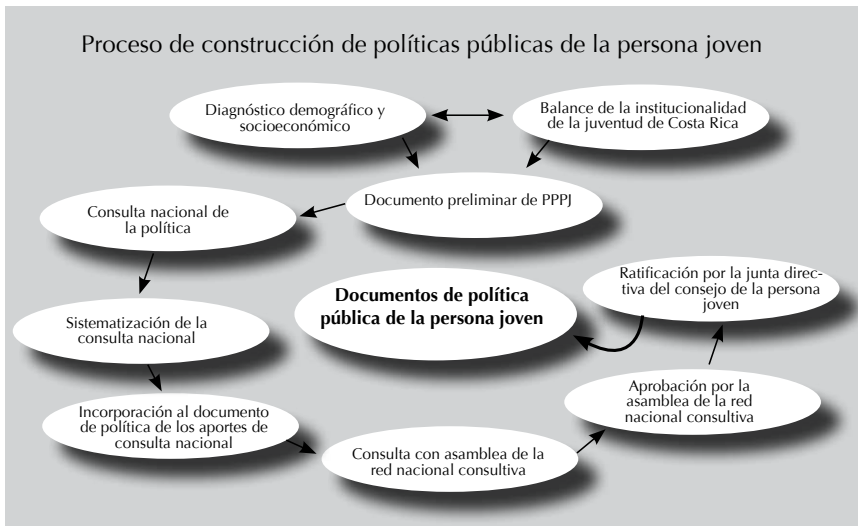 Proceso de construcción de políticas públicas de la persona joven
Diagnóstico demográfico y
socioeconómico
Balance de la institucionalidad
de la juventud de Costa Rica
Documento preliminar de PPPJ
Consulta nacional de
la política
Sistematización de la
consulta nacional
Incorporación al documento
de política de los aportes de
consulta nacional
Consulta con asamblea de la
red nacional consultiva
Aprobación por la
asamblea de la red
nacional consultiva
Ratificación por la junta direc-
tiva del consejo de la persona
joven
Documentos de política
pública de la persona joven